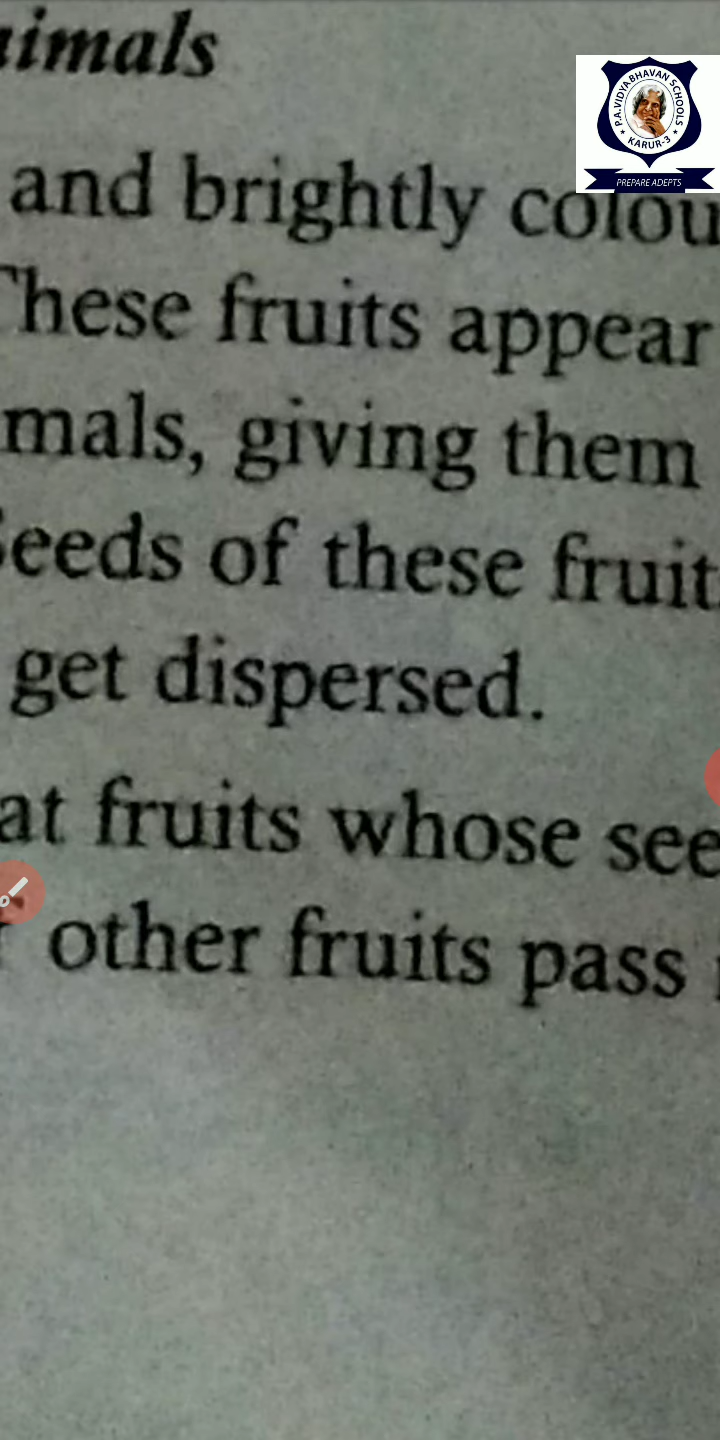 imals
P.A.VIDYA BHAVAN SCHOOLS
KARUR-3
PREPARE ADEPTS
and brightly colou
These fruits appear
mals, giving them
Seeds of these fruit
get dispersed.
at fruits whose see
other fruits pass